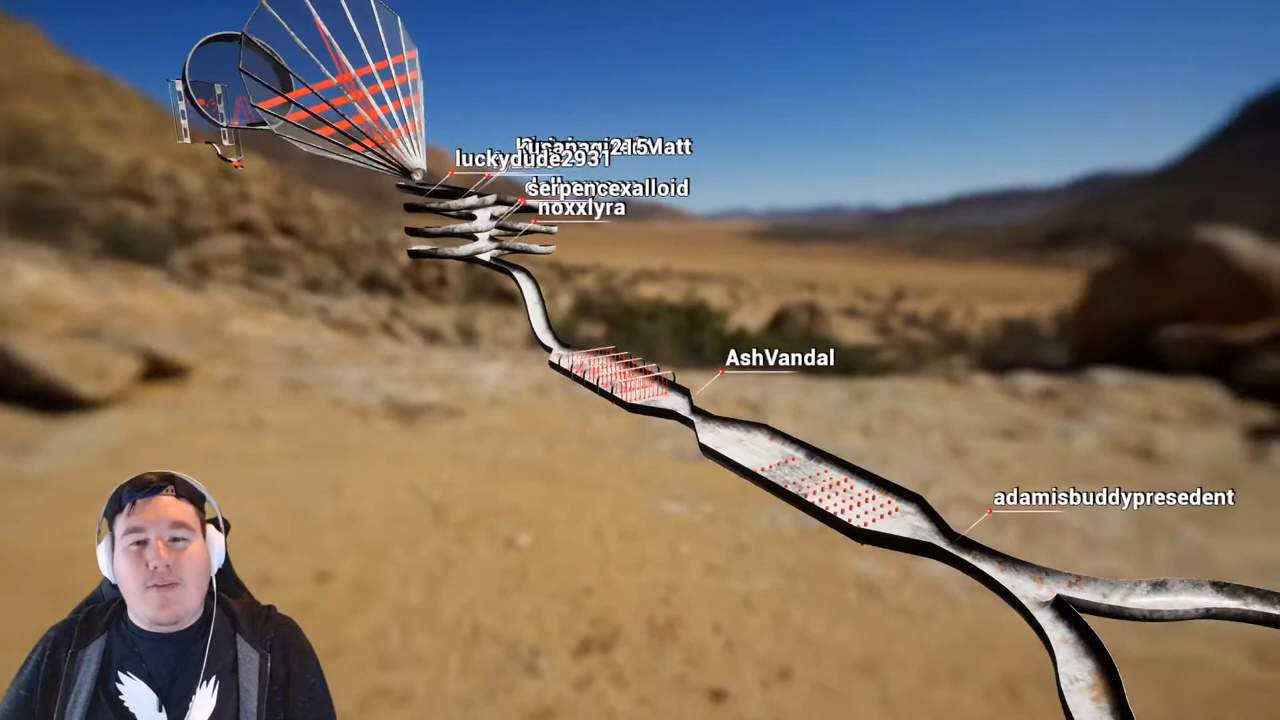 luckydude2931
serpencexalloid
noxxlyra
AshVandal
adamisbuddypresedent